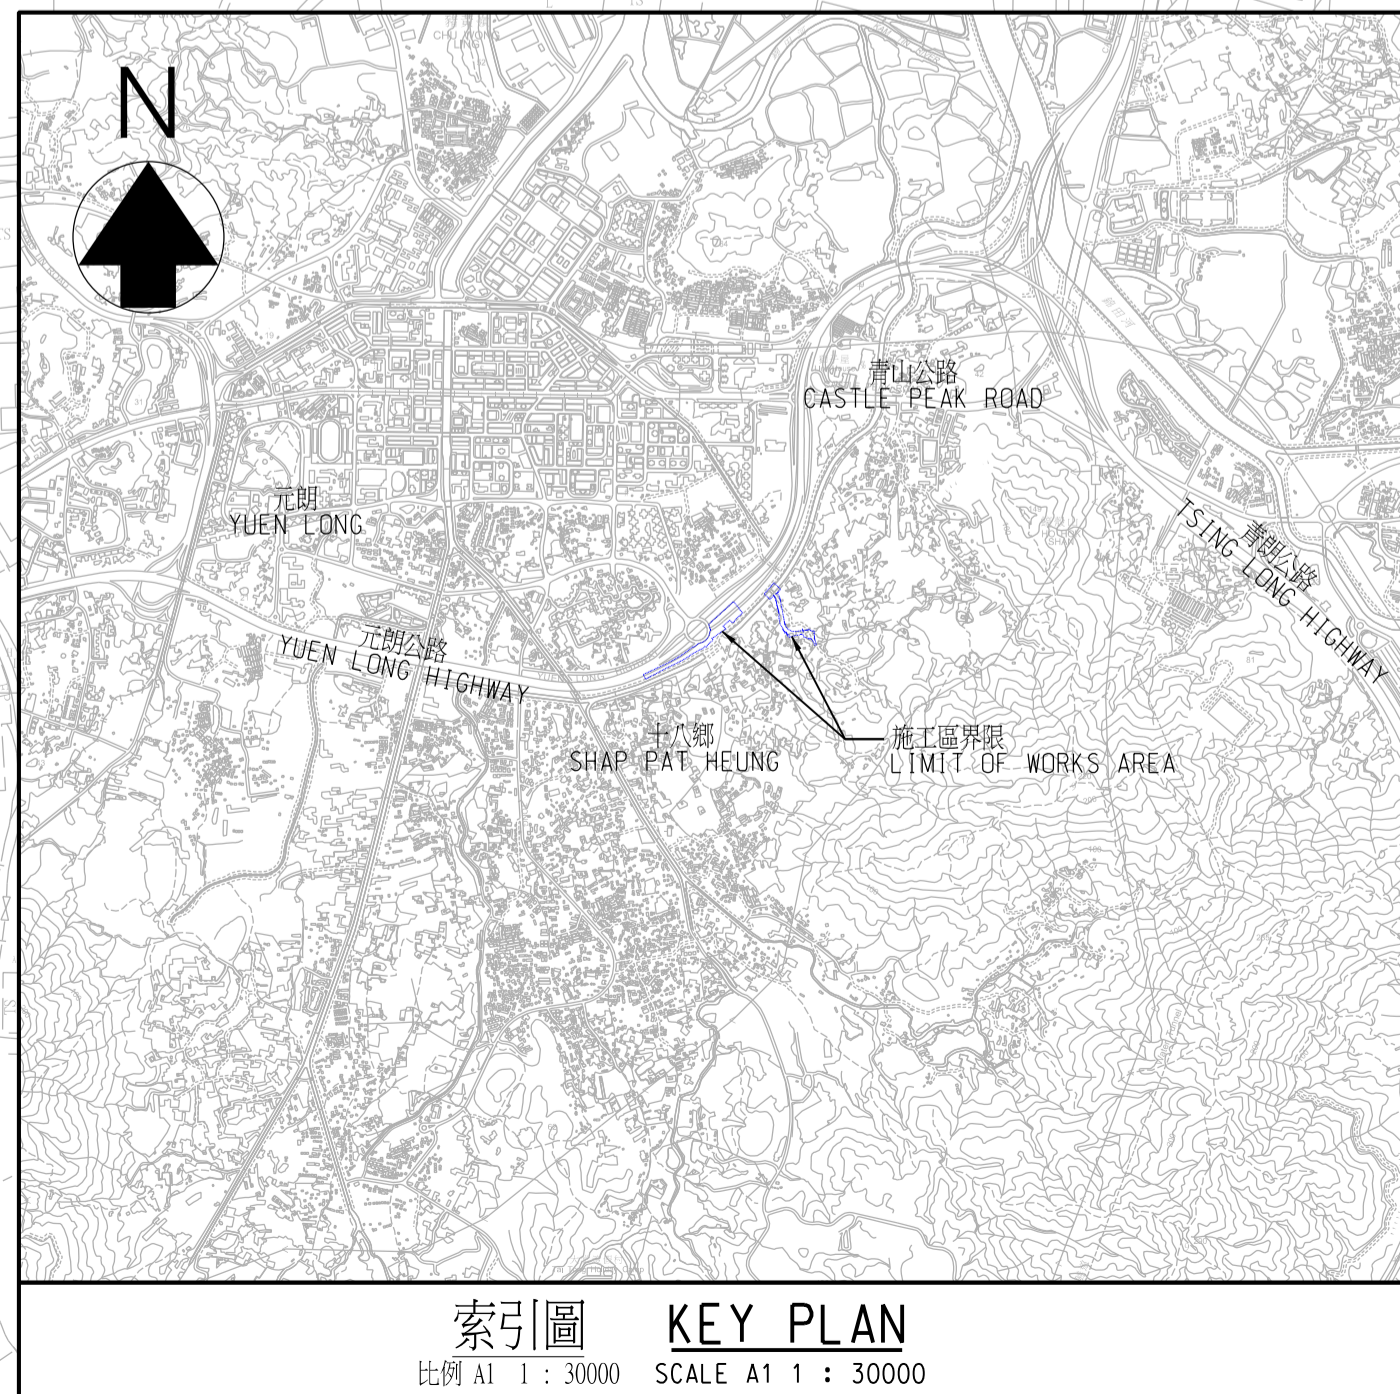 N
青山公路
CASTLE PEAK ROAD
元朗
YUEN LONG
青朗公路
TSING LONG HIGHWAY
元朗公路
YUEN LONG HIGHWAY
十八鄉
SHAP PAT HEUNG
施工區界限
LIMIT OF WORKS AREA
索引圖 KEY PLAN
比例 A1 1 : 30000 SCALE A1 1 : 30000